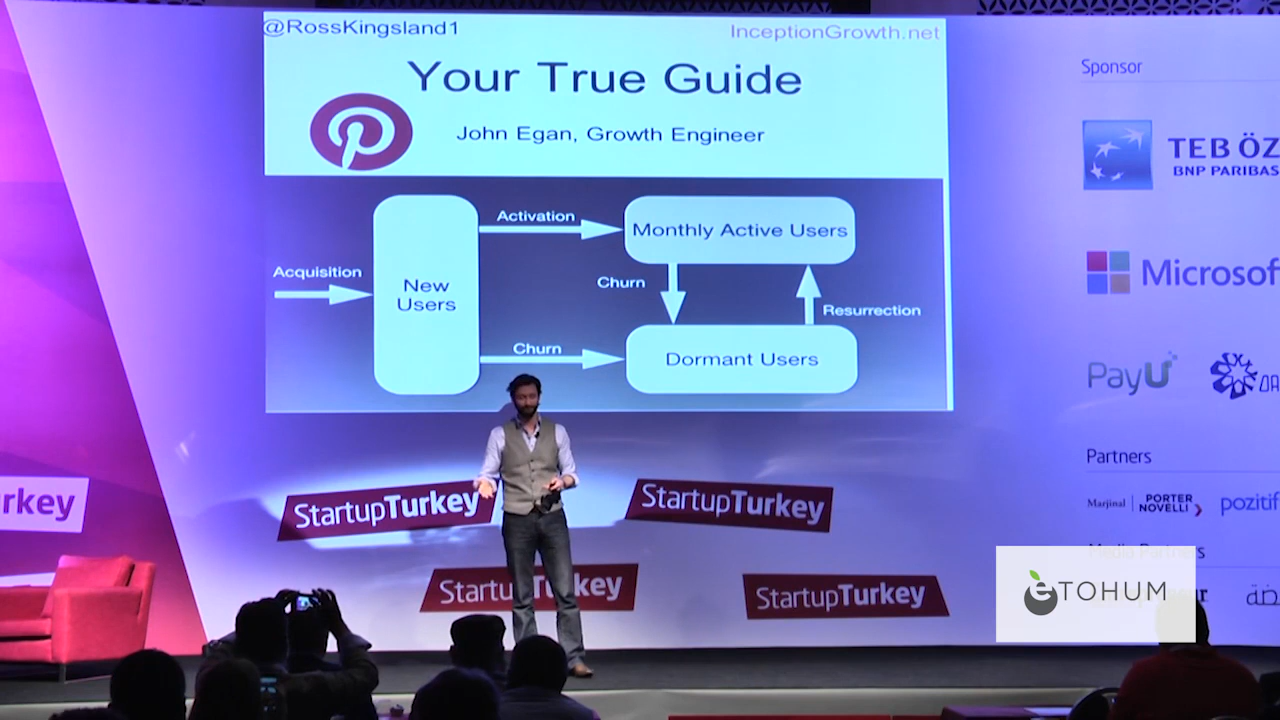 @RossKingsland1
InceptionGrowth.net
Your True Guide
John Egan, Growth Engineer
Acquisition
New
Users
Activation
Monthly Active Users
Churn
Resurrection
Churn
Dormant Users
Sponsor
TEB ÖZ
BNP PARIBAS
Microsof
PayU
Partners
Marjinal
PORTER
NOVELLI
pozitif
Media Partners
ETOHUM
rkey
StartupTurkey
StartupTurkey
StartupTurkey
StartupTurkey